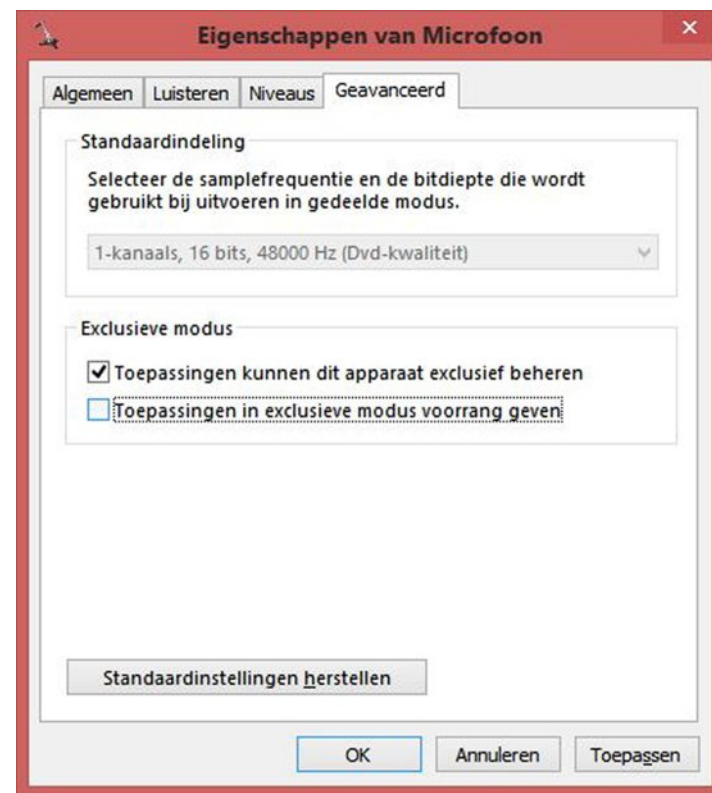 Eigenschappen van Microfoon
Algemeen
Luisteren
Niveaus
Geavanceerd
Standaardindeling
Selecteer de samplefrequentie en de bitdiepte die wordt
gebruikt bij uitvoeren in gedeelde modus.
1-kanaals, 16 bits, 48000 Hz (Dvd-kwaliteit)
Exclusieve modus
Toepassingen kunnen dit apparaat exclusief beheren
Toepassingen in exclusieve modus voorrang geven
Standaardinstellingen herstellen
OK
Annuleren
Toepassen